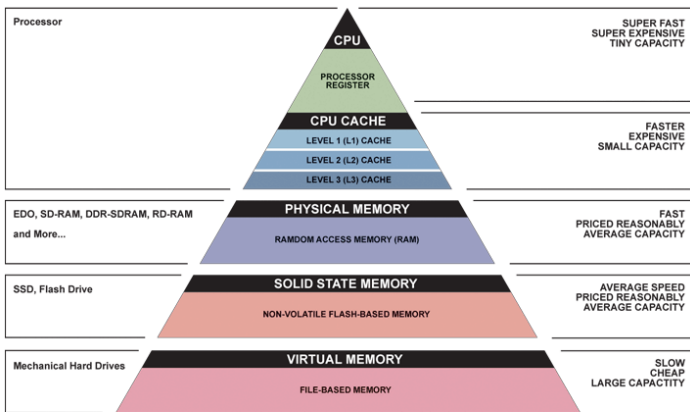 Processor
CPU
PROCESSOR
REGISTER
SUPER FAST
SUPER EXPENSIVE
TINY CAPACITY
CPU CACHE
LEVEL 1 (L1) CACHE
LEVEL 2 (L2) CACHE
LEVEL 3 (L3) CACHE
FASTER
EXPENSIVE
SMALL CAPACITY
EDO, SD-RAM, DDR-SDRAM, RD-RAM
and More...
PHYSICAL MEMORY
RAMDOM ACCESS MEMORY (RAM)
FAST
PRICED REASONABLY
AVERAGE CAPACITY
SSD, Flash Drive
SOLID STATE MEMORY
NON-VOLATILE FLASH-BASED MEMORY
AVERAGE SPEED
PRICED REASONABLY
AVERAGE CAPACITY
Mechanical Hard Drives
VIRTUAL MEMORY
FILE-BASED MEMORY
SLOW
CHEAP
LARGE CAPACTITY